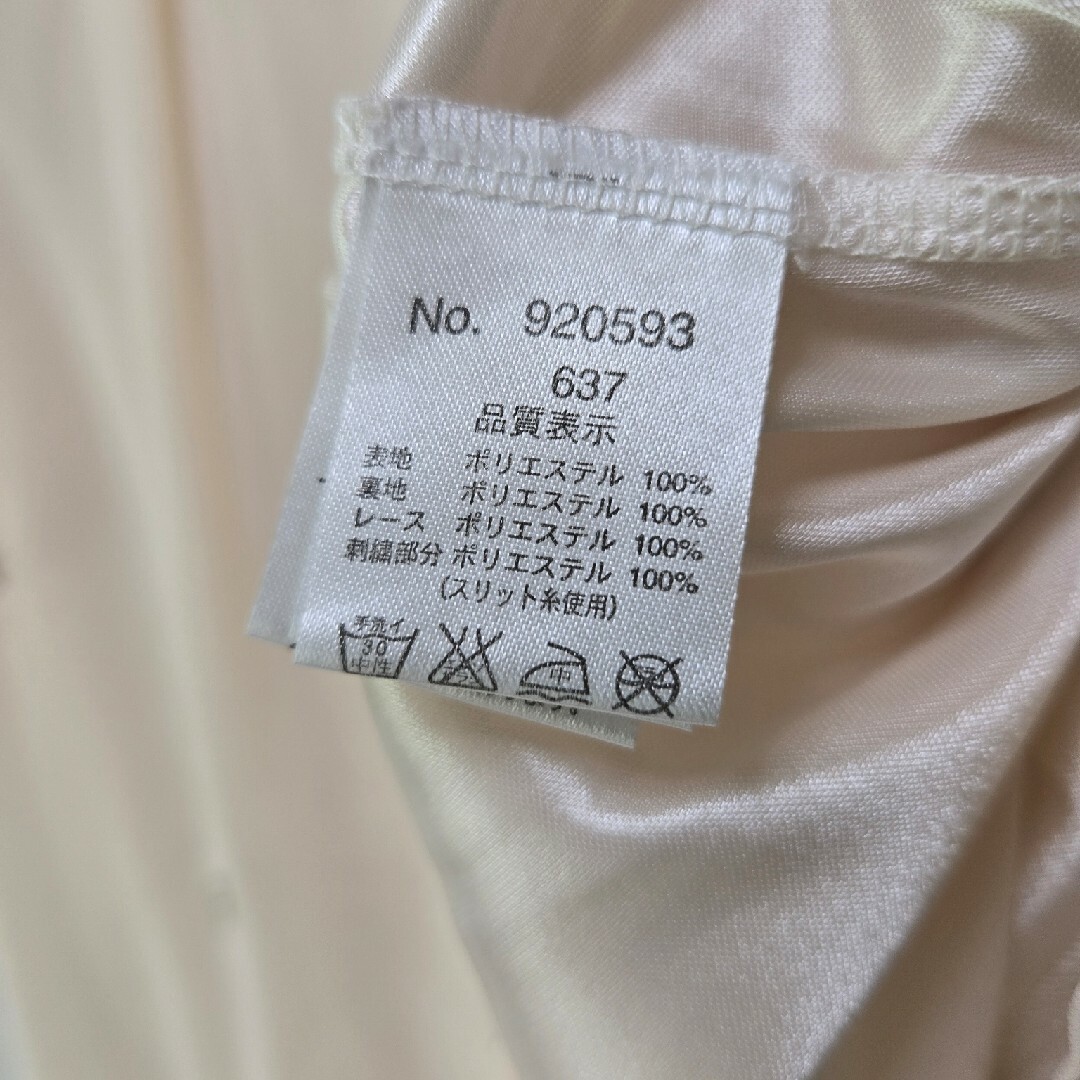 No. 920593
637
品質表示
表地 ポリエステル 100%
裏地 ポリエステル 100%
レース ポリエステル 100%
刺繍部分 ポリエステル 100%
(スリット糸使用)
手洗イ
30
中性
中